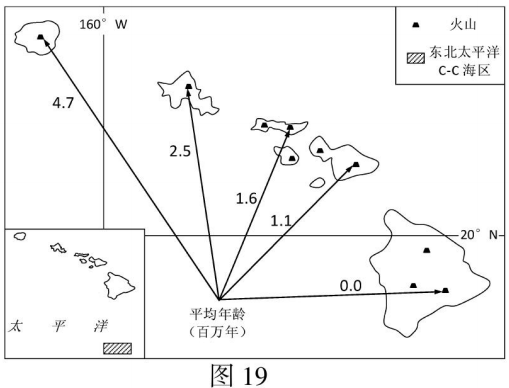 160° W
火山
东北太平洋
C-C 海区
4.7
2.5
1.6
1.1
20° N
0.0
平均年龄
(百万年)
太 平 洋
图 19